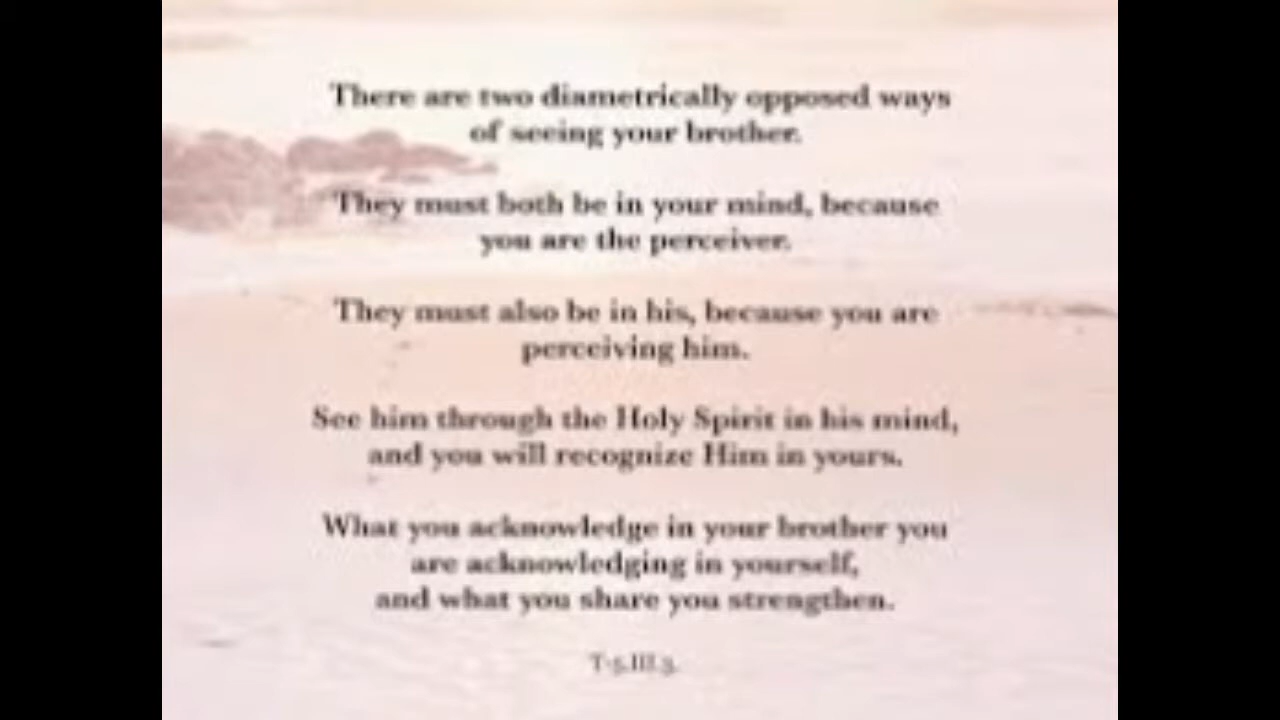 There are two diametrically opposed ways
of seeing your brother.
They must both be in your mind, because
you are the perceiver.
They must also be in his, because you are
perceiving him.
See him through the Holy Spirit in his mind,
and you will recognize Him in yours.
What you acknowledge in your brother you
are acknowledging in yourself,
and what you share you strengthen.
T-5.III.3.